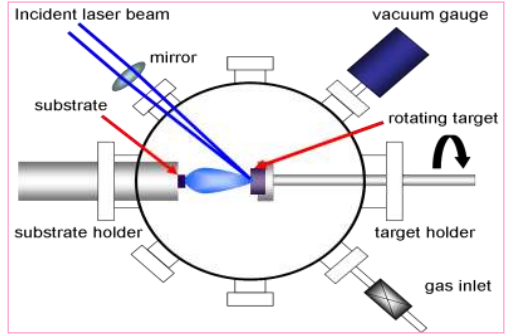 Incident laser beam
vacuum gauge
mirror
substrate
rotating target
substrate holder
target holder
gas inlet